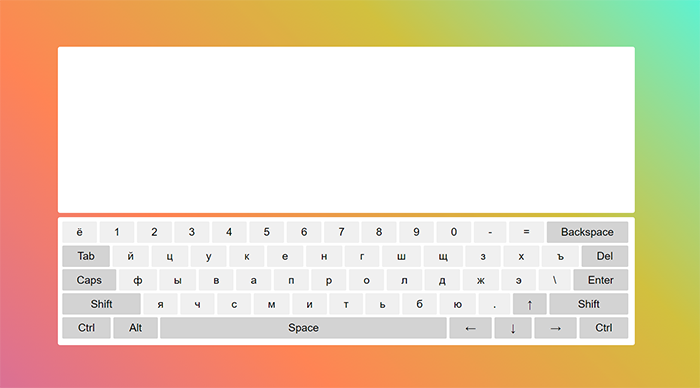 ё 1 2 3 4 5 6 7 8 9 0 - = Backspace
Tab й ц у к е н г ш щ з х ъ Del
Caps ф ы в а п р о л д ж э \ Enter
Shift я ч с м и т ь б ю . ↑ Shift
Ctrl Alt Space ← ↓ → Ctrl